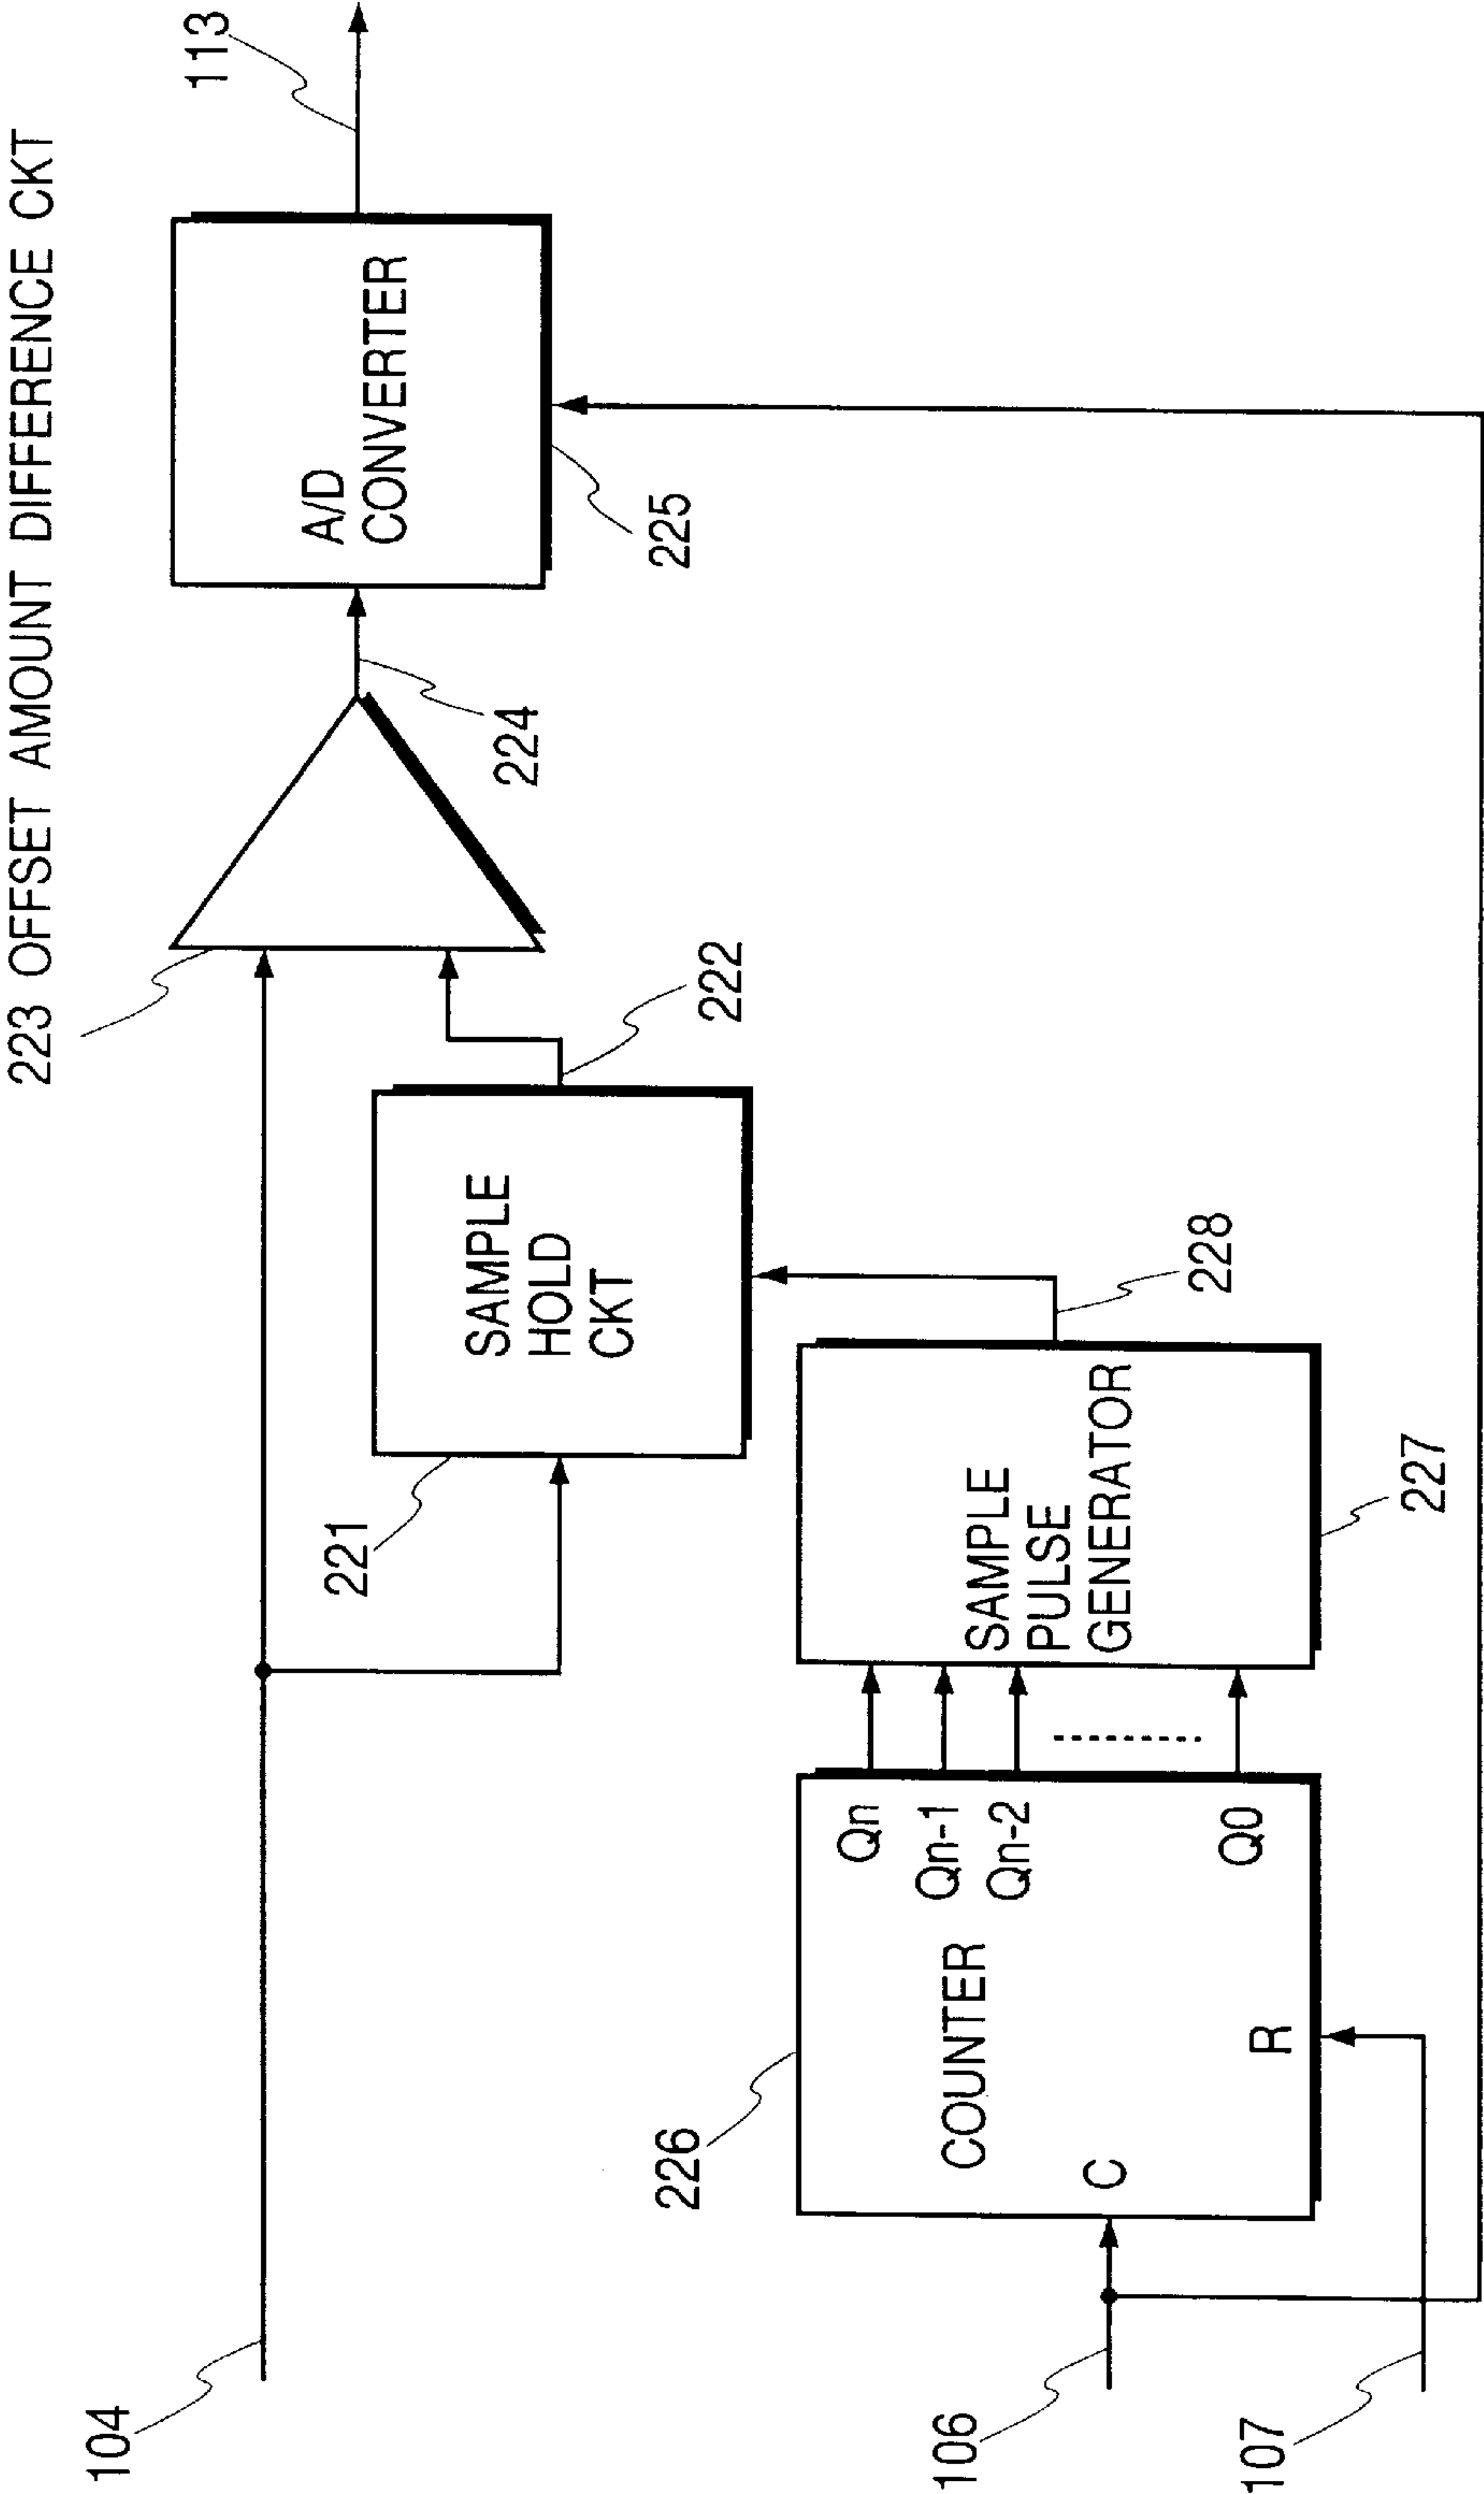 223 OFFSET AMOUNT DIFFERENCE CKT
113
A/D
CONVERTER
225
224
104
221
SAMPLE
HOLD
CKT
222
226
COUNTER
C
R
Qn
Qn-1
Qn-2
Q0
SAMPLE
PULSE
GENERATOR
228
227
106
107